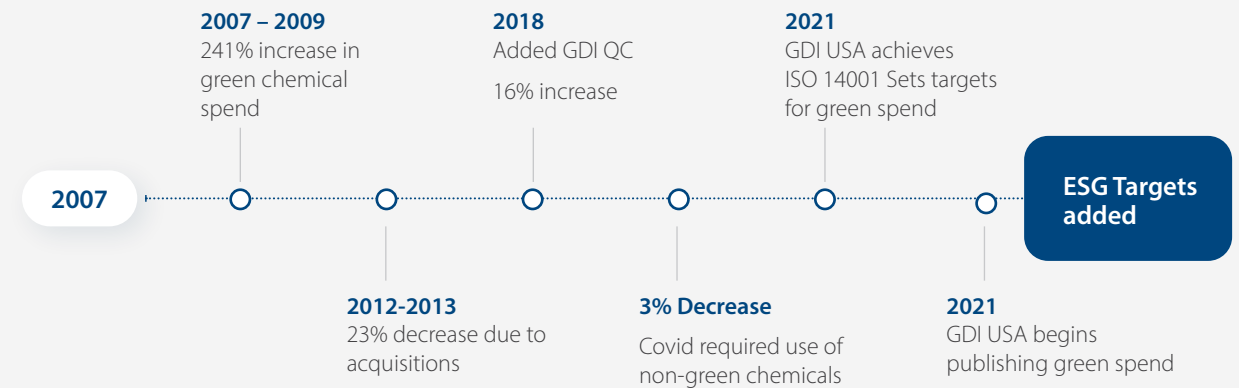 2007 – 2009
241% increase in
green chemical
spend
2018
Added GDI QC
16% increase
2021
GDI USA achieves
ISO 14001 Sets targets
for green spend
2007
ESG Targets
added
2012-2013
23% decrease due to
acquisitions
3% Decrease
Covid required use of
non-green chemicals
2021
GDI USA begins
publishing green spend